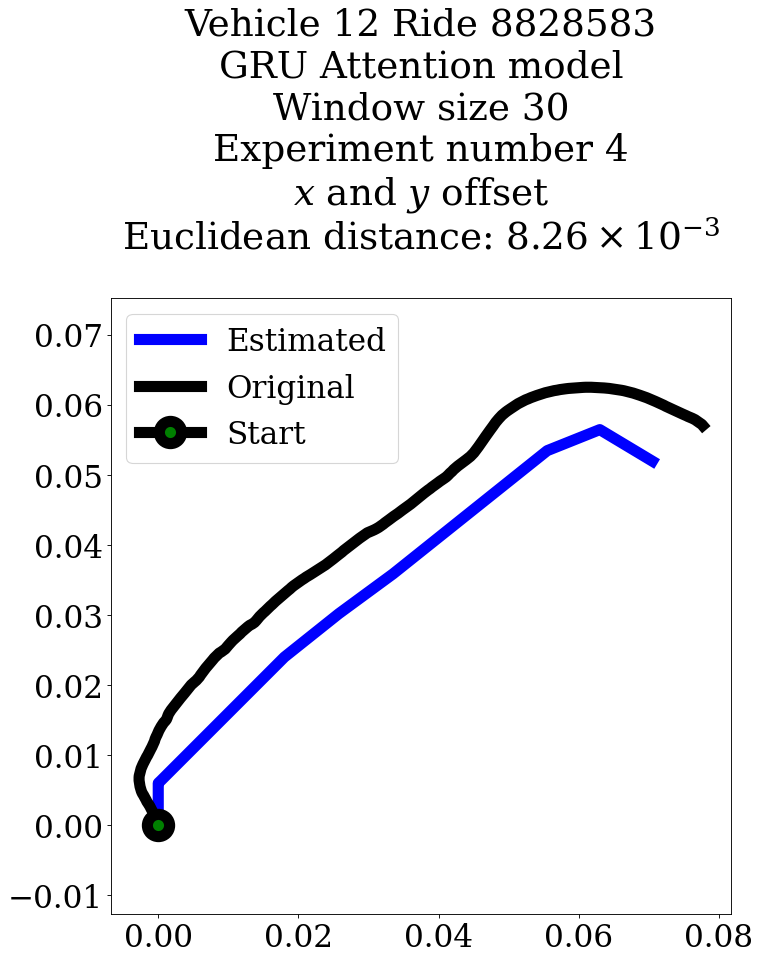 Vehicle 12 Ride 8828583
GRU Attention model
Window size 30
Experiment number 4
x and y offset
Euclidean distance: 8.26 × 10⁻³
Estimated
Original
Start
0.07
0.06
0.05
0.04
0.03
0.02
0.01
0.00
−0.01
0.00 0.02 0.04 0.06 0.08